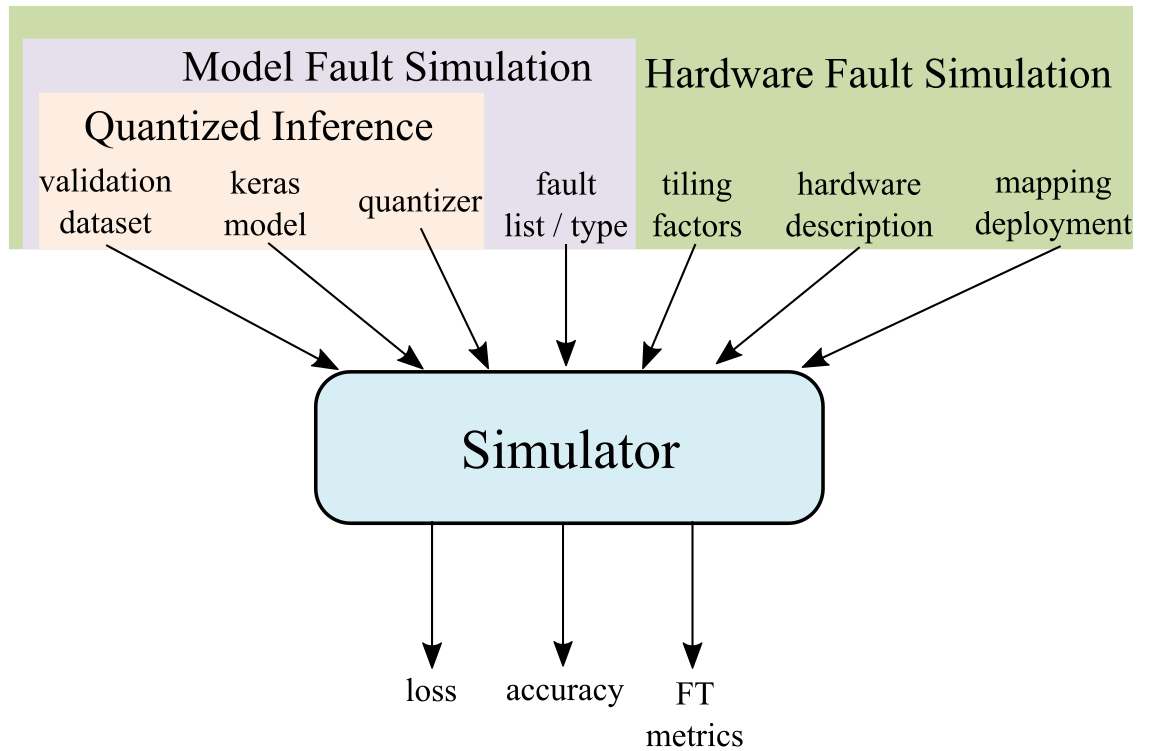 Model Fault Simulation
Hardware Fault Simulation
Quantized Inference
validation
dataset
keras
model
quantizer
fault
list / type
tiling
factors
hardware
description
mapping
deployment
Simulator
loss
accuracy
FT
metrics